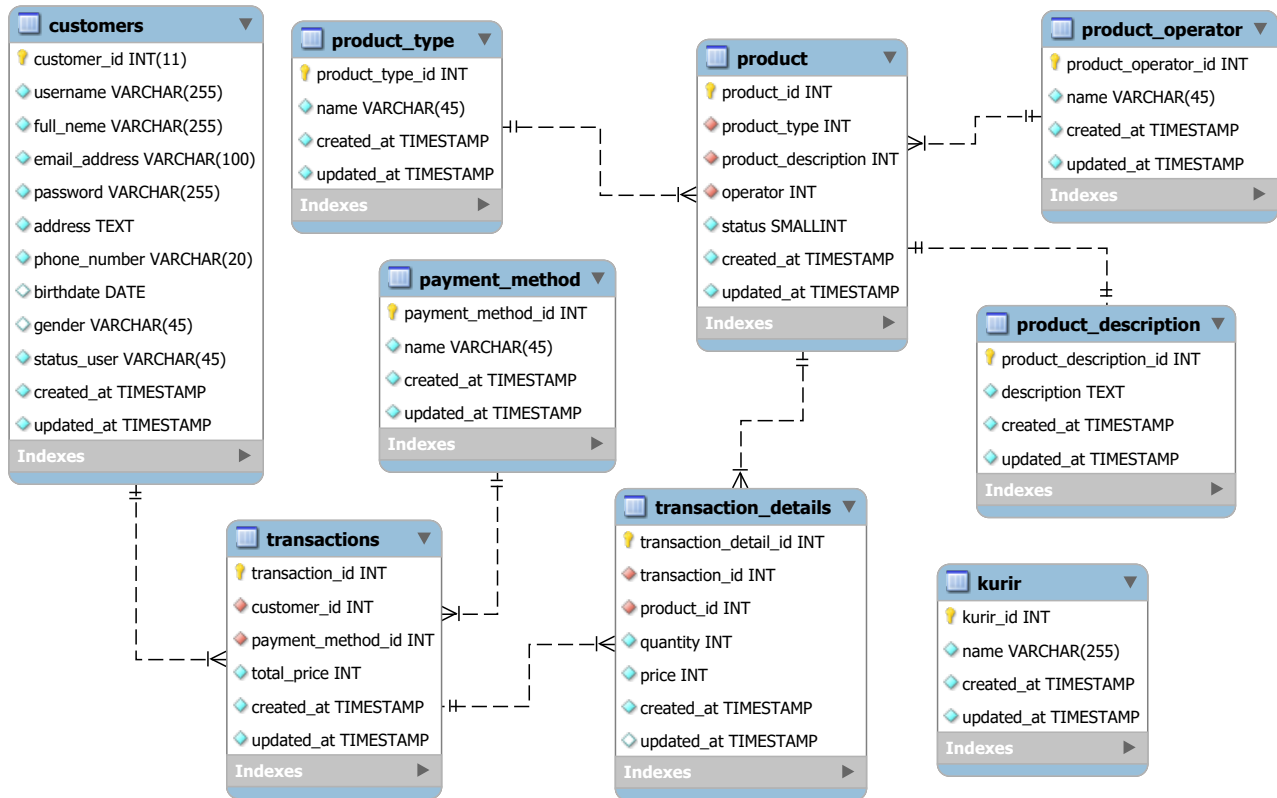 customers
customer_id INT(11)
username VARCHAR(255)
full_neme VARCHAR(255)
email_address VARCHAR(100)
password VARCHAR(255)
address TEXT
phone_number VARCHAR(20)
birthdate DATE
gender VARCHAR(45)
status_user VARCHAR(45)
created_at TIMESTAMP
updated_at TIMESTAMP
Indexes
product_type
product_type_id INT
name VARCHAR(45)
created_at TIMESTAMP
updated_at TIMESTAMP
Indexes
product
product_id INT
product_type INT
product_description INT
operator INT
status SMALLINT
created_at TIMESTAMP
updated_at TIMESTAMP
Indexes
product_operator
product_operator_id INT
name VARCHAR(45)
created_at TIMESTAMP
updated_at TIMESTAMP
Indexes
payment_method
payment_method_id INT
name VARCHAR(45)
created_at TIMESTAMP
updated_at TIMESTAMP
Indexes
product_description
product_description_id INT
description TEXT
created_at TIMESTAMP
updated_at TIMESTAMP
Indexes
transactions
transaction_id INT
customer_id INT
payment_method_id INT
total_price INT
created_at TIMESTAMP
updated_at TIMESTAMP
Indexes
transaction_details
transaction_detail_id INT
transaction_id INT
product_id INT
quantity INT
price INT
created_at TIMESTAMP
updated_at TIMESTAMP
Indexes
kurir
kurir_id INT
name VARCHAR(255)
created_at TIMESTAMP
updated_at TIMESTAMP
Indexes